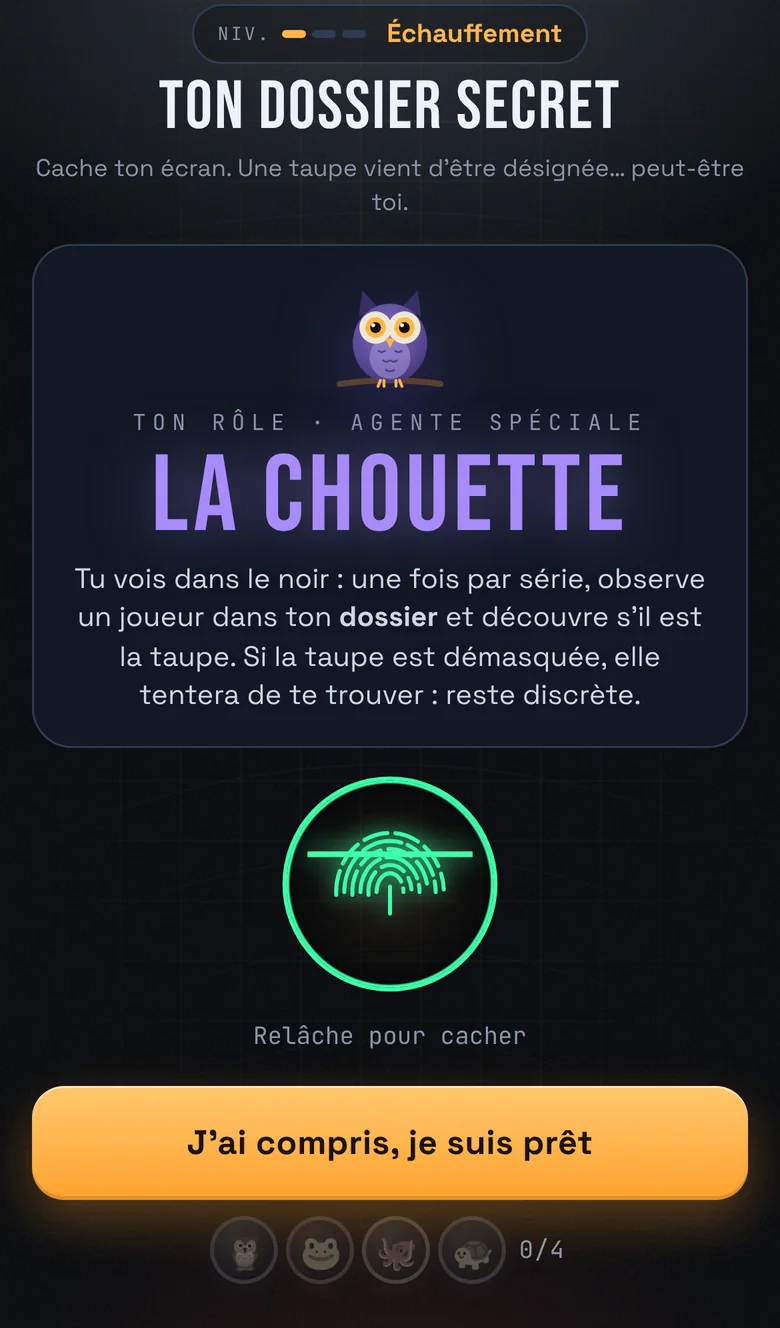 NIV. Échauffement
TON DOSSIER SECRET
Cache ton écran. Une taupe vient d’être désignée… peut-être
toi.
TON RÔLE · AGENTE SPÉCIALE
LA CHOUETTE
Tu vois dans le noir : une fois par série, observe
un joueur dans ton dossier et découvre s’il est
la taupe. Si la taupe est démasquée, elle
tentera de te trouver : reste discrète.
Relâche pour cacher
J’ai compris, je suis prêt
0/4